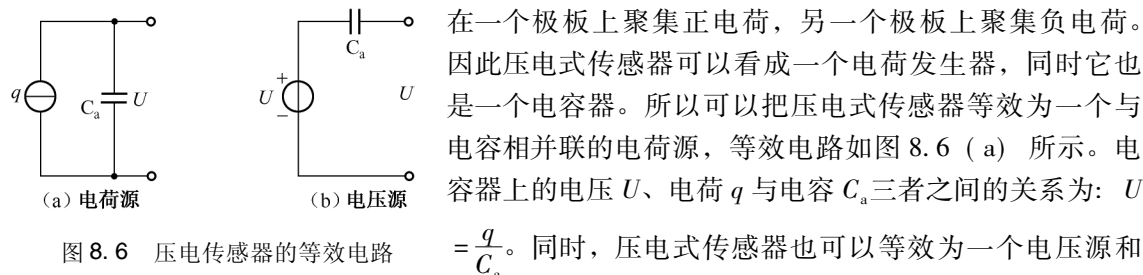 q
C_a
U
(a) 电荷源
C_a
+
U
−
U
(b) 电压源
图 8.6 压电传感器的等效电路
在一个极板上聚集正电荷，另一个极板上聚集负电荷。
因此压电式传感器可以看成一个电荷发生器，同时它也
是一个电容器。所以可以把压电式传感器等效为一个与
电容相并联的电荷源，等效电路如图 8.6 (a) 所示。电
容器上的电压 U、电荷 q 与电容 C_a三者之间的关系为：U
=q/C_a。同时，压电式传感器也可以等效为一个电压源和